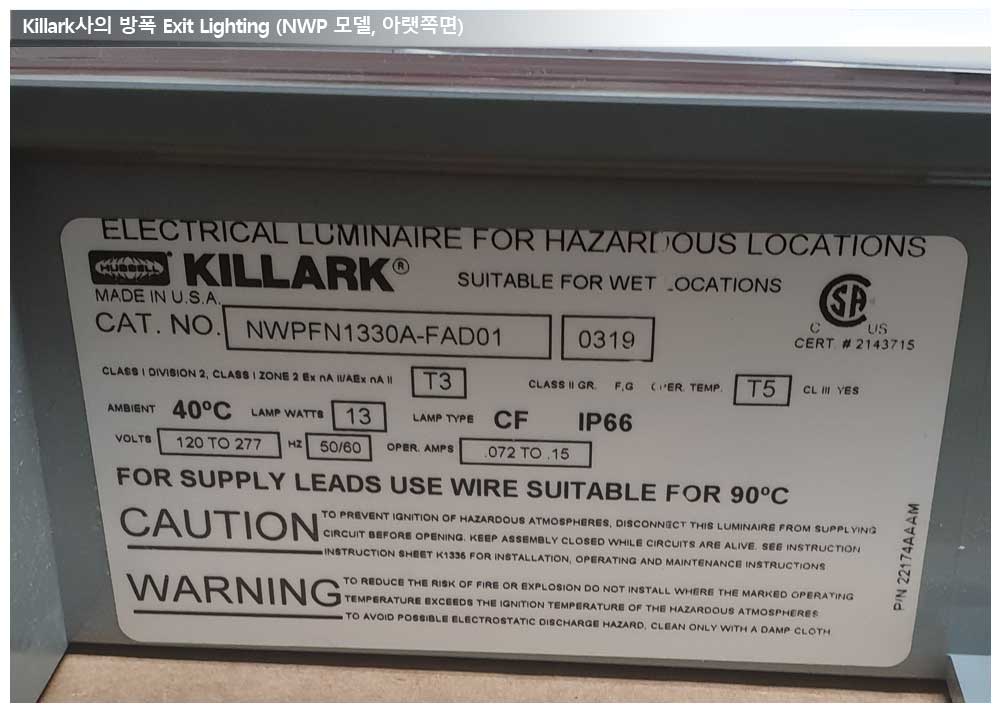 Killark사의 방폭 Exit Lighting (NWP 모델, 아랫쪽면)
ELECTRICAL LUMINAIRE FOR HAZARDOUS LOCATIONS
HUBBELL KILLARK® SUITABLE FOR WET LOCATIONS
MADE IN U.S.A.
CSA
C US
CERT. # 2143715
CAT. NO. NWPFN1330A-FAD01 0319
CLASS I DIVISION 2, CLASS I ZONE 2 Ex nA II/AEx nA II T3 CLASS II GR. F,G OPER. TEMP. T5 CL III YES
AMBIENT 40ºC LAMP WATTS 13 LAMP TYPE CF IP66
VOLTS 120 TO 277 HZ 50/60 OPER. AMPS .072 TO .15
FOR SUPPLY LEADS USE WIRE SUITABLE FOR 90ºC
CAUTION TO PREVENT IGNITION OF HAZARDOUS ATMOSPHERES, DISCONNECT THIS LUMINAIRE FROM SUPPLYING
CIRCUIT BEFORE OPENING. KEEP ASSEMBLY CLOSED WHILE CIRCUITS ARE ALIVE. SEE INSTRUCTION
INSTRUCTION SHEET K1336 FOR INSTALLATION, OPERATING AND MAINTENANCE INSTRUCTIONS
WARNING TO REDUCE THE RISK OF FIRE OR EXPLOSION DO NOT INSTALL WHERE THE MARKED OPERATING
TEMPERATURE EXCEEDS THE IGNITION TEMPERATURE OF THE HAZARDOUS ATMOSPHERES
TO AVOID POSSIBLE ELECTROSTATIC DISCHARGE HAZARD, CLEAN ONLY WITH A DAMP CLOTH
P/N 22174AAAM